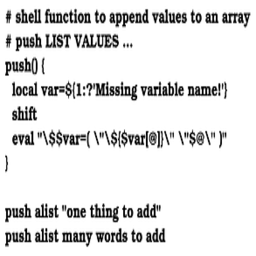 # shell function to append values to an array
# push LIST VALUES ...
push() {
local var=${1:?'Missing variable name!'}
shift
eval "\$$var=( \"\${$var[@]}\" \"$@\" )"
}
push alist "one thing to add"
push alist many words to add